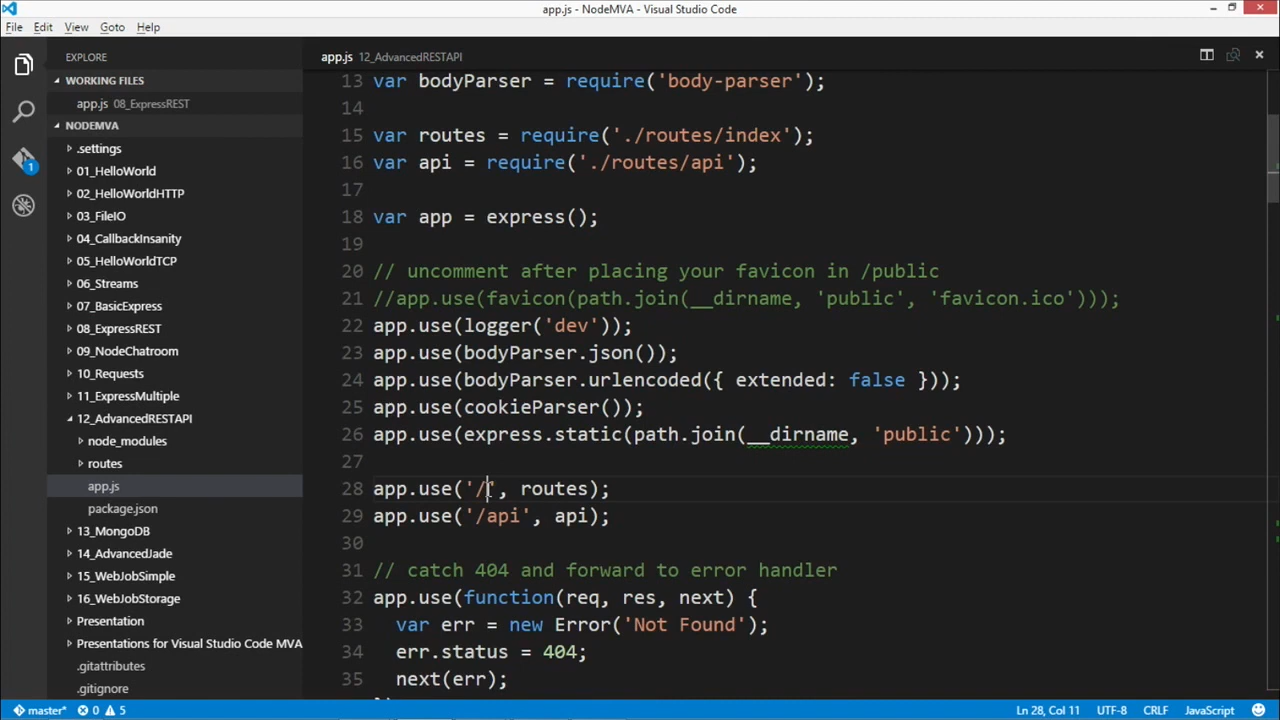 app.js - NodeMVA - Visual Studio Code
File Edit View Goto Help
EXPLORE
WORKING FILES
app.js 08_ExpressREST
NODEMVA
.settings
01_HelloWorld
02_HelloWorldHTTP
03_FileIO
04_CallbackInsanity
05_HelloWorldTCP
06_Streams
07_BasicExpress
08_ExpressREST
09_NodeChatroom
10_Requests
11_ExpressMultiple
12_AdvancedRESTAPI
node_modules
routes
app.js
package.json
13_MongoDB
14_AdvancedJade
15_WebJobSimple
16_WebJobStorage
Presentation
Presentations for Visual Studio Code MVA
.gitattributes
.gitignore
1
app.js 12_AdvancedRESTAPI
13 var bodyParser = require('body-parser');
14
15 var routes = require('./routes/index');
16 var api = require('./routes/api');
17
18 var app = express();
19
20 // uncomment after placing your favicon in /public
21 //app.use(favicon(path.join(__dirname, 'public', 'favicon.ico')));
22 app.use(logger('dev'));
23 app.use(bodyParser.json());
24 app.use(bodyParser.urlencoded({ extended: false }));
25 app.use(cookieParser());
26 app.use(express.static(path.join(__dirname, 'public')));
27
28 app.use('/', routes);
29 app.use('/api', api);
30
31 // catch 404 and forward to error handler
32 app.use(function(req, res, next) {
33 var err = new Error('Not Found');
34 err.status = 404;
35 next(err);
master* 0 5 Ln 28, Col 11 UTF-8 CRLF JavaScript